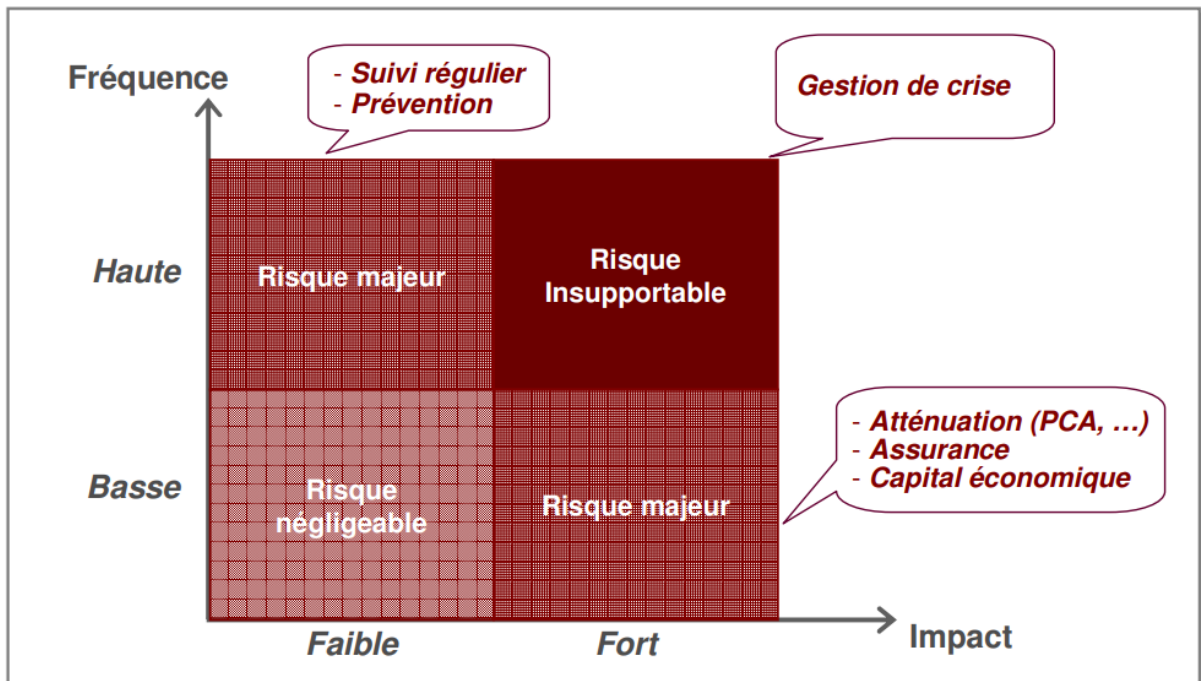 Fréquence
- Suivi régulier
- Prévention
Gestion de crise
Haute
Risque majeur
Risque
Insupportable
- Atténuation (PCA, ...)
- Assurance
- Capital économique
Basse
Risque
négligeable
Risque majeur
Faible
Fort
Impact